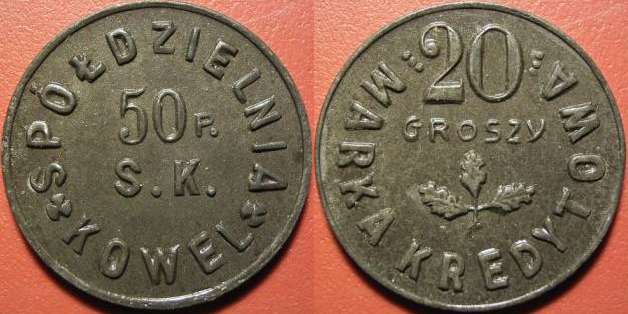 SPÓŁDZIELNIA
50 P.
S.K.
KOWEL
20
GROSZY
MARKA KREDYTOWA